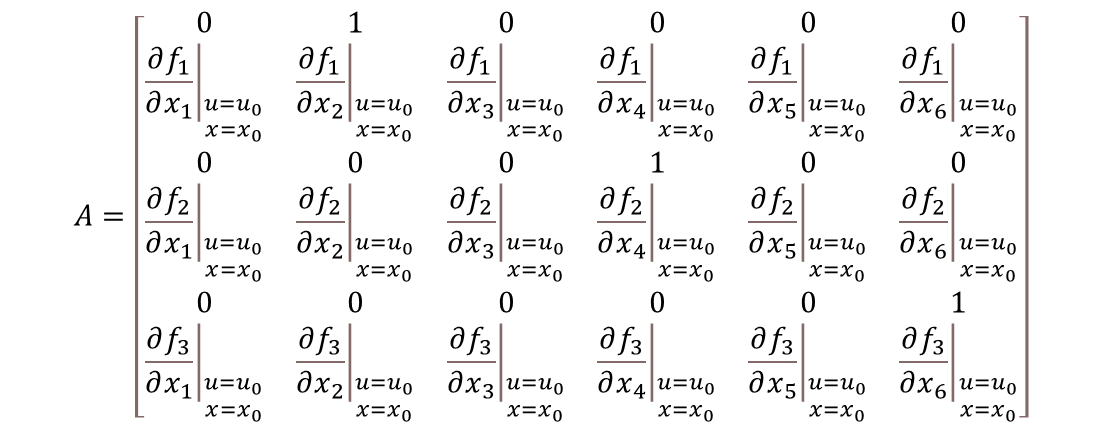 A = [ 0 1 0 0 0 0
∂f₁/∂x₁|u=u₀ x=x₀ ∂f₁/∂x₂|u=u₀ x=x₀ ∂f₁/∂x₃|u=u₀ x=x₀ ∂f₁/∂x₄|u=u₀ x=x₀ ∂f₁/∂x₅|u=u₀ x=x₀ ∂f₁/∂x₆|u=u₀ x=x₀
0 0 0 1 0 0
∂f₂/∂x₁|u=u₀ x=x₀ ∂f₂/∂x₂|u=u₀ x=x₀ ∂f₂/∂x₃|u=u₀ x=x₀ ∂f₂/∂x₄|u=u₀ x=x₀ ∂f₂/∂x₅|u=u₀ x=x₀ ∂f₂/∂x₆|u=u₀ x=x₀
0 0 0 0 0 1
∂f₃/∂x₁|u=u₀ x=x₀ ∂f₃/∂x₂|u=u₀ x=x₀ ∂f₃/∂x₃|u=u₀ x=x₀ ∂f₃/∂x₄|u=u₀ x=x₀ ∂f₃/∂x₅|u=u₀ x=x₀ ∂f₃/∂x₆|u=u₀ x=x₀ ]